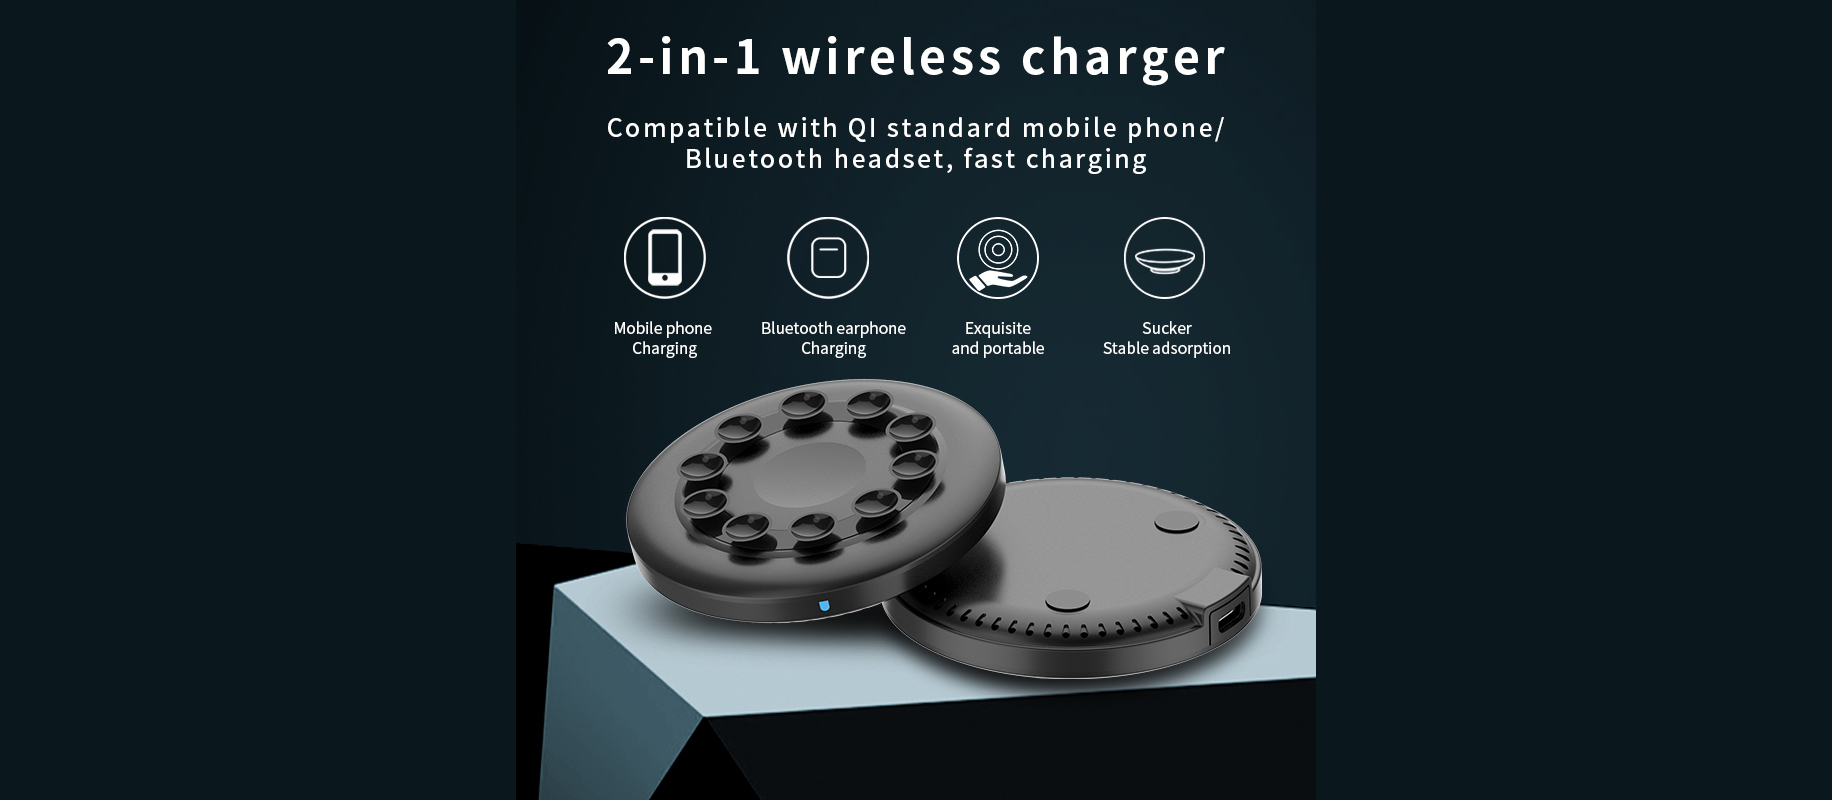 2-in-1 wireless charger
Compatible with QI standard mobile phone/
Bluetooth headset, fast charging
Mobile phone
Charging
Bluetooth earphone
Charging
Exquisite
and portable
Sucker
Stable adsorption